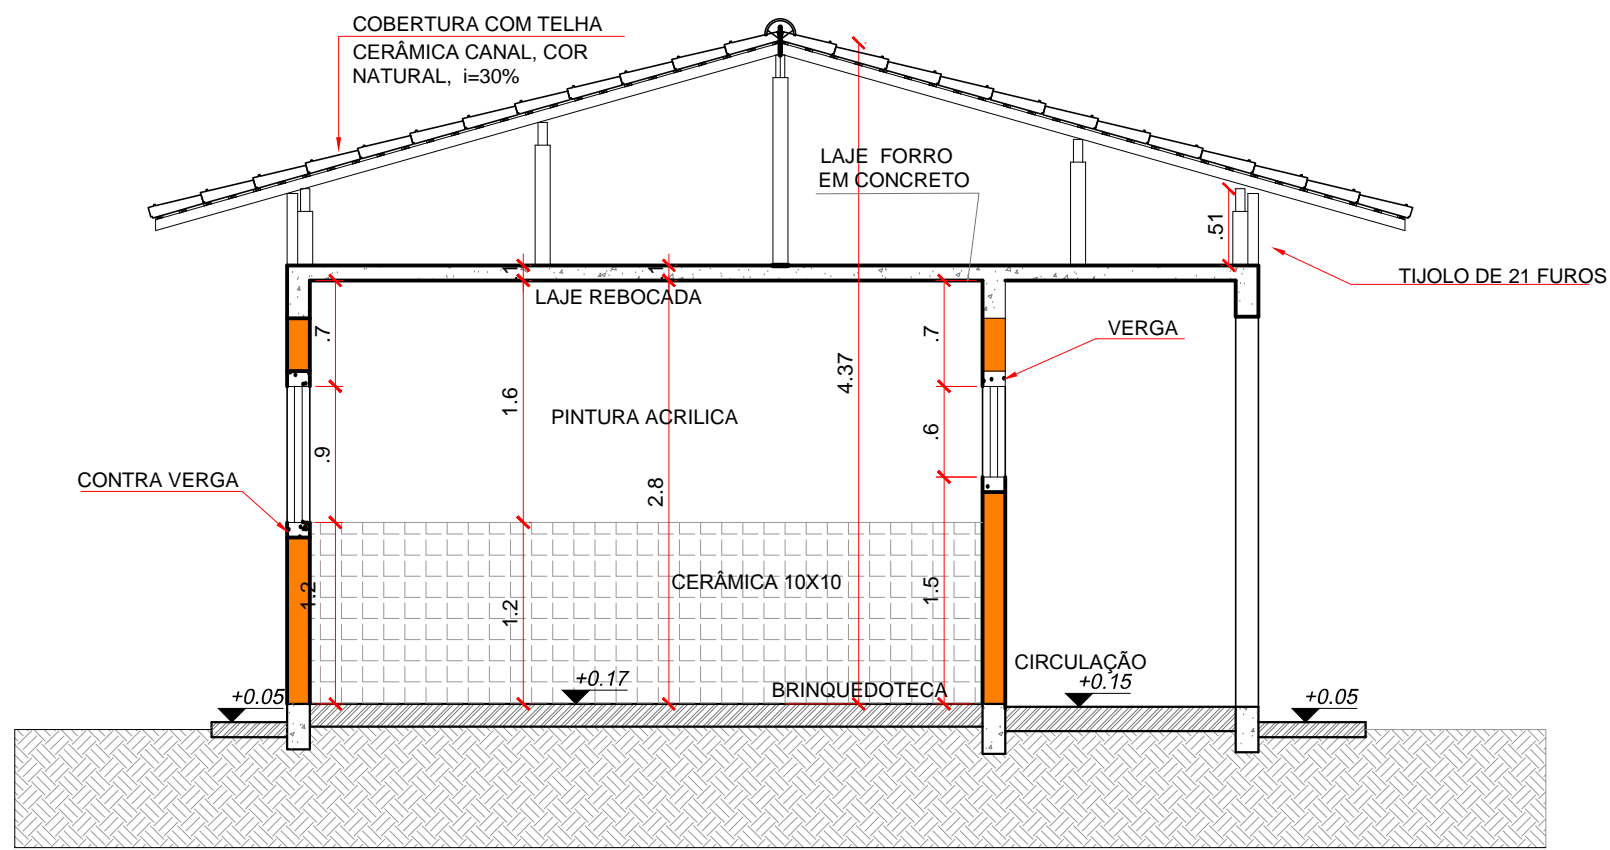 COBERTURA COM TELHA
CERÂMICA CANAL, COR
NATURAL, i=30%
LAJE FORRO
EM CONCRETO
.51
TIJOLO DE 21 FUROS
1
1
LAJE REBOCADA
.7
.7
VERGA
4.37
1.6
PINTURA ACRILICA
.6
.9
CONTRA VERGA
2.8
CERÂMICA 10X10
1.2
1.2
1.5
CIRCULAÇÃO
+0.05
+0.17
BRINQUEDOTECA
+0.15
+0.05